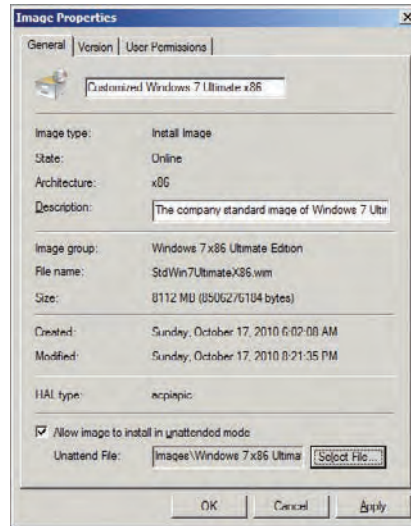 Image Properties
General Version User Permissions
Customized Windows 7 Ultimate x86
Image type: Install Image
State: Online
Architecture: x86
Description: The company standard image of Windows 7 Ultir
Image group: Windows 7 x86 Ultimate Edition
File name: StdWin7UltimateX86.wim
Size: 8112 MB (8506276184 bytes)
Created: Sunday, October 17, 2010 6:02:08 AM
Modified: Sunday, October 17, 2010 8:21:35 PM
HAL type: acpiapic
Allow image to install in unattended mode
Unattend File: Images\Windows 7 x86 Ultima Select File...
OK Cancel Apply